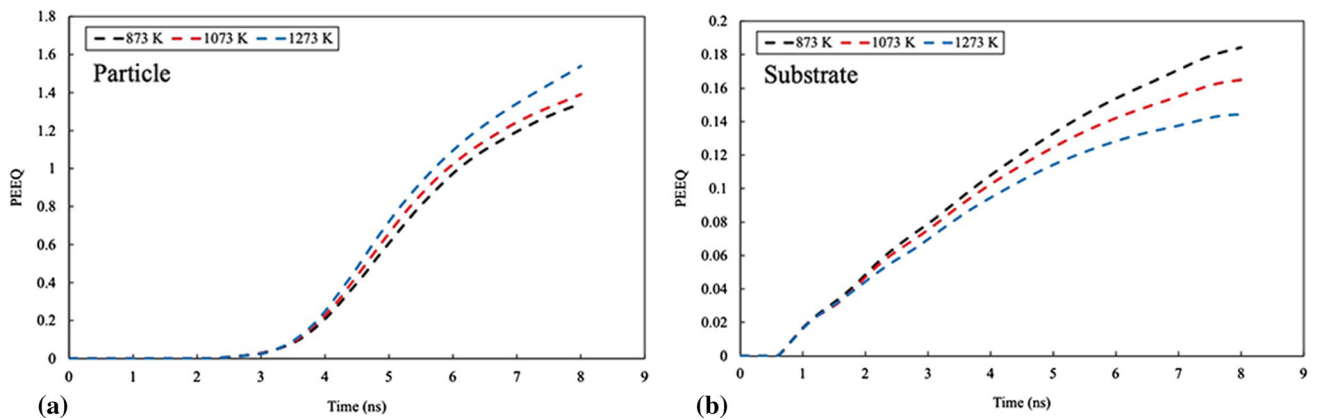 873 K 1073 K 1273 K
Particle
PEEQ
1.8
1.6
1.4
1.2
1
0.8
0.6
0.4
0.2
0
0 1 2 3 4 5 6 7 8 9
Time (ns)
(a)
873 K 1073 K 1273 K
Substrate
PEEQ
0.2
0.18
0.16
0.14
0.12
0.1
0.08
0.06
0.04
0.02
0
0 1 2 3 4 5 6 7 8 9
Time (ns)
(b)